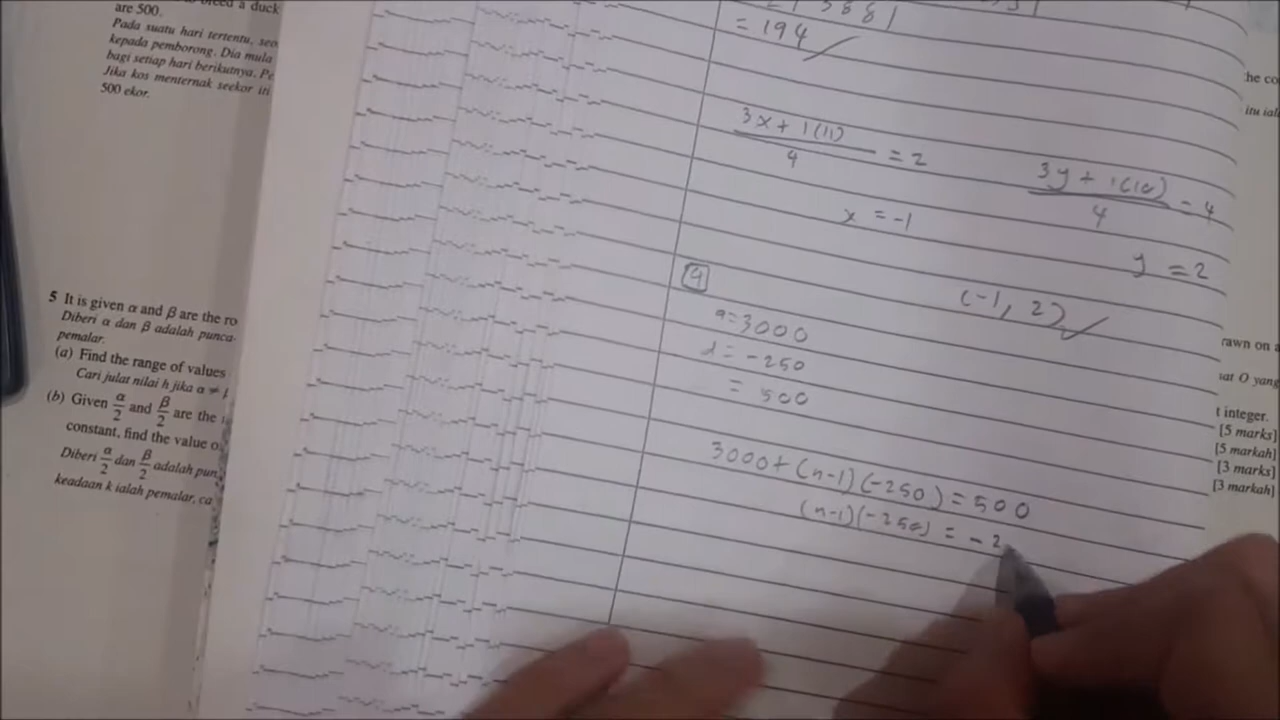 are 500.
Pada suatu hari tertentu, seo
kepada pemborong. Dia mula
bagi setiap hari berikutnya. Pe
Jika kos menternak seekor iti
500 ekor.
5 It is given α and β are the ro
Diberi α dan β adalah punca-
pemalar.
(a) Find the range of values
Cari julat nilai h jika α ≠
(b) Given α/2 and β/2 are the
constant, find the value o
Diberi α/2 dan β/2 adalah pun
keadaan k ialah pemalar, ca
= 194
(3x + 1(11))/4 = 2
x = -1
(3y + 1(10))/4 = 4
y = 2
(-1, 2)
4
a = 3000
d = -250
= 500
3000 + (n-1)(-250) = 500
(n-1)(-250) = -2
he co
itu ial
rawn on a
at O yang
t integer.
[5 marks]
[5 markah]
[3 marks]
[3 markah]